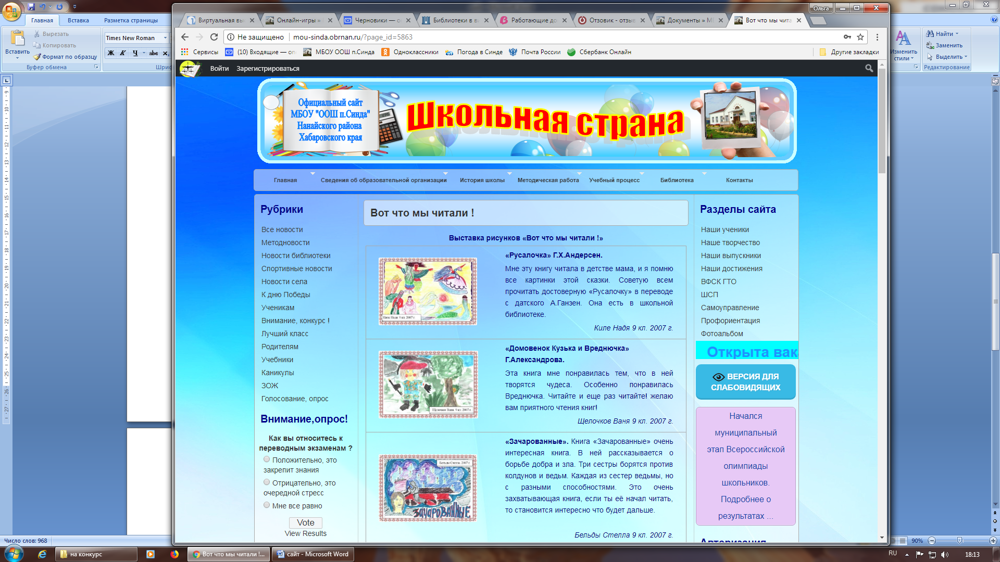 Главная
Вставка
Разметка страницы
Вставить
Вырезать
Копировать
Формат по образцу
Буфер обмена
Times New Roman
Ж К Ч abc
Ольга
Виртуальная вы
Онлайн-игры »
Черновики — о
Библиотеки в в
Работающие до
Отзовик - отзыв
Документы » М
Вот что мы чита
Не защищено
mou-sinda.obrnan.ru/?page_id=5863
Сервисы
(10) Входящие — оп
МБОУ ООШ п.Синда
Одноклассники
Погода в Синде
Почта России
Сбербанк Онлайн
Другие закладки
Изменить
стили
Найти
Заменить
Выделить
Редактирование
Войти
Зарегистрироваться
Официальный сайт
МБОУ "ООШ п.Синда"
Нанайского района
Хабаровского края
Школьная страна
Главная
Сведения об образовательной организации
История школы
Методическая работа
Учебный процесс
Библиотека
Контакты
Рубрики
Все новости
Методновости
Новости библиотеки
Спортивные новости
Новости села
К дню Победы
Ученикам
Внимание, конкурс !
Лучший класс
Родителям
Учебники
Каникулы
ЗОЖ
Голосование, опрос
Внимание,опрос!
Как вы относитесь к
переводным экзаменам ?
Положительно, это
закрепит знания
Отрицательно, это
очередной стресс
Мне все равно
Vote
View Results
Вот что мы читали !
Выставка рисунков «Вот что мы читали !»
Киле Надя. 9 кл. 2007 г.
«Русалочка» Г.Х.Андерсен.
Мне эту книгу читала в детстве мама, и я помню
все картинки этой сказки. Советую всем
прочитать достоверную «Русалочку» в переводе
с датского А.Ганзен. Она есть в школьной
библиотеке.
Киле Надя 9 кл. 2007 г.
Щелочков Ваня. 9 кл. 2007 г.
«Домовенок Кузька и Вреднючка»
Г.Александрова.
Эта книга мне понравилась тем, что в ней
творятся чудеса. Особенно понравилась
Вреднючка. Читайте и еще раз читайте! желаю
вам приятного чтения книг!
Щелочков Ваня 9 кл. 2007 г.
Бельды Стелла. 2007 г.
ЗАЧАРОВАННЫЕ
«Зачарованные». Книга «Зачарованные» очень
интересная книга. В ней рассказывается о
борьбе добра и зла. Три сестры борятся против
колдунов и ведьм. Каждая из сестер ведьмы, но
с разными способностями. Это очень
захватывающая книга, если ты её начал читать,
то становится интересно что будет дальше.
Бельды Стелла 9 кл. 2007 г.
Разделы сайта
Наши ученики
Наше творчество
Наши выпускники
Наши достижения
ВФСК ГТО
ШСП
Самоуправление
Профориентация
Фотоальбом
Открыта вак
ВЕРСИЯ ДЛЯ
СЛАБОВИДЯЩИХ
Начался
муниципальный
этап Всероссийской
олимпиады
школьников.
Подробнее о
результатах ...
Авторизация
Число слов: 968
90%
на конкурс
Вот что мы читали !...
сайт - Microsoft Word
RU
18:13